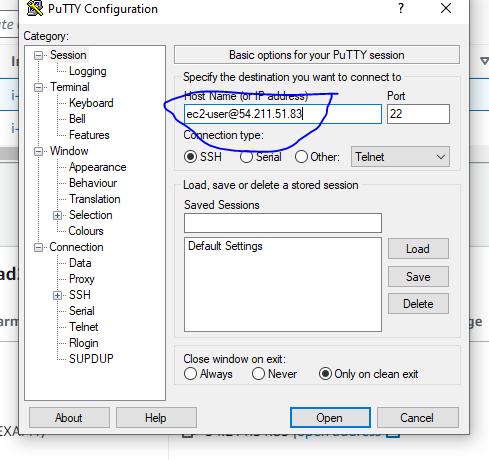 PuTTY Configuration
Category:
Session
Logging
Terminal
Keyboard
Bell
Features
Window
Appearance
Behaviour
Translation
Selection
Colours
Connection
Data
Proxy
SSH
Serial
Telnet
Rlogin
SUPDUP
Basic options for your PuTTY session
Specify the destination you want to connect to
Host Name (or IP address) Port
ec2-user@54.211.51.83 22
Connection type:
SSH Serial Other: Telnet
Load, save or delete a stored session
Saved Sessions
Default Settings
Load
Save
Delete
Close window on exit:
Always Never Only on clean exit
About Help Open Cancel